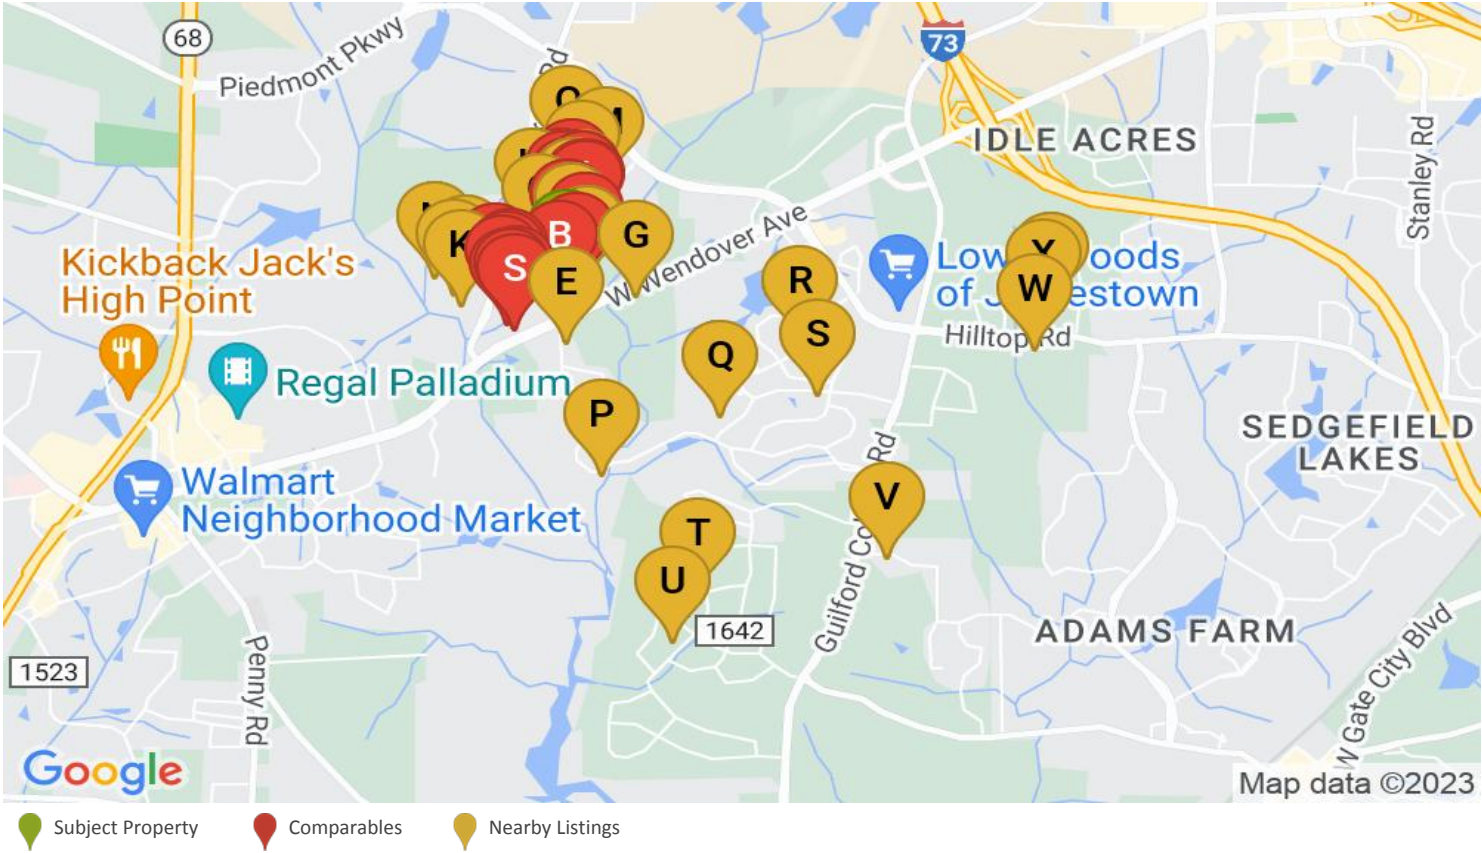 68
Piedmont Pkwy
Rd
73
IDLE ACRES
Stanley Rd
O
K
B
G
S
E
W Wendover Ave
Kickback Jack's
High Point
R
S
Y
W
Hilltop Rd
Q
Regal Palladium
P
SEDGEFIELD
LAKES
Walmart
Neighborhood Market
V
T
U
1642
ADAMS FARM
1523
Penny Rd
W Gate City Blvd
Google
Map data ©2023
Subject Property
Comparables
Nearby Listings